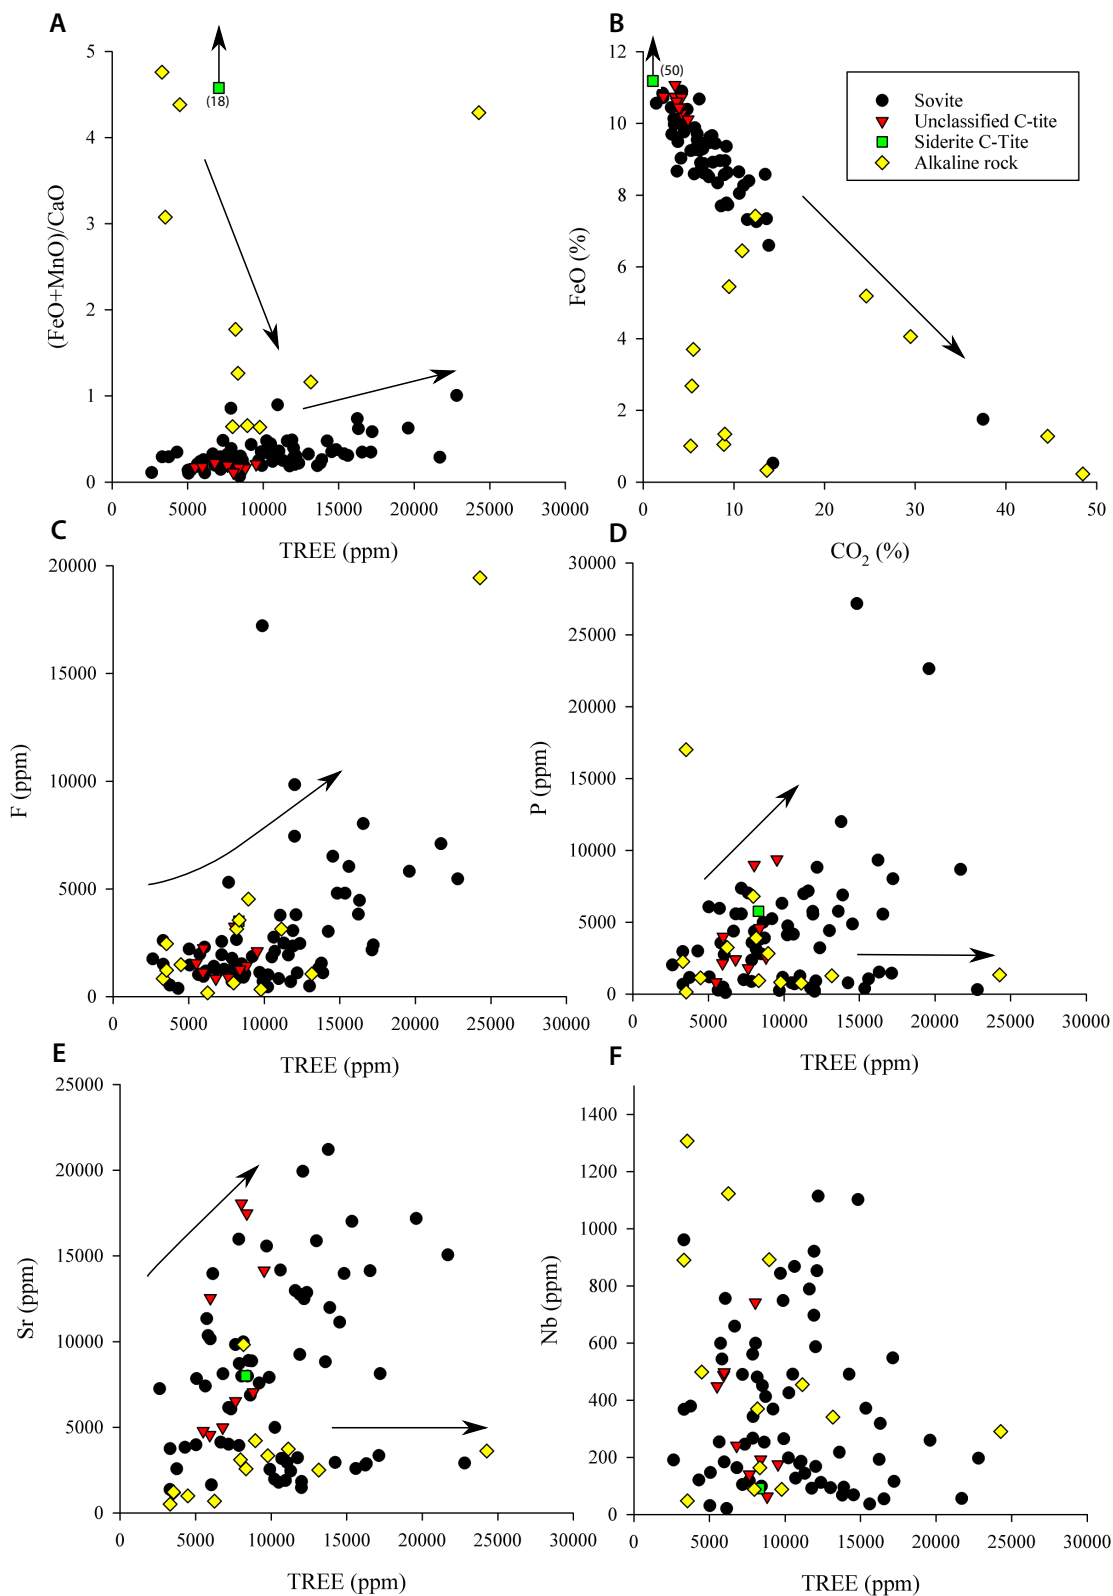 A
5
4
3
2
1
0
(FeO+MnO)/CaO
(18)
0 5000 10000 15000 20000 25000 30000
TREE (ppm)
B
12
10
8
6
4
2
0
FeO (%)
(50)
Sovite
Unclassified C-tite
Siderite C-Tite
Alkaline rock
0 10 20 30 40 50
CO2 (%)
C
20000
15000
10000
5000
0
F (ppm)
0 5000 10000 15000 20000 25000 30000
TREE (ppm)
D
30000
25000
20000
15000
10000
5000
0
P (ppm)
0 5000 10000 15000 20000 25000 30000
TREE (ppm)
E
25000
20000
15000
10000
5000
0
Sr (ppm)
0 5000 10000 15000 20000 25000 30000
TREE (ppm)
F
1400
1200
1000
800
600
400
200
0
Nb (ppm)
0 5000 10000 15000 20000 25000 30000
TREE (ppm)